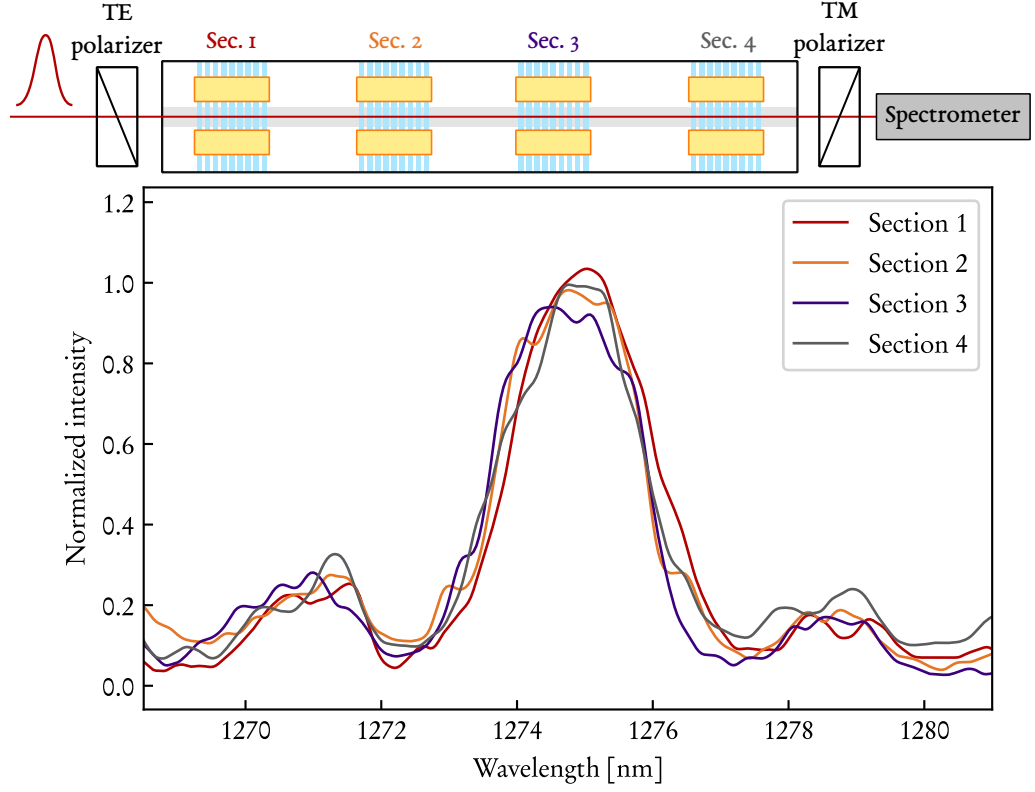 TE
polarizer
Sec. 1
Sec. 2
Sec. 3
Sec. 4
TM
polarizer
Spectrometer
1.2
1.0
0.8
0.6
0.4
0.2
0.0
Normalized intensity
Section 1
Section 2
Section 3
Section 4
1270
1272
1274
1276
1278
1280
Wavelength [nm]